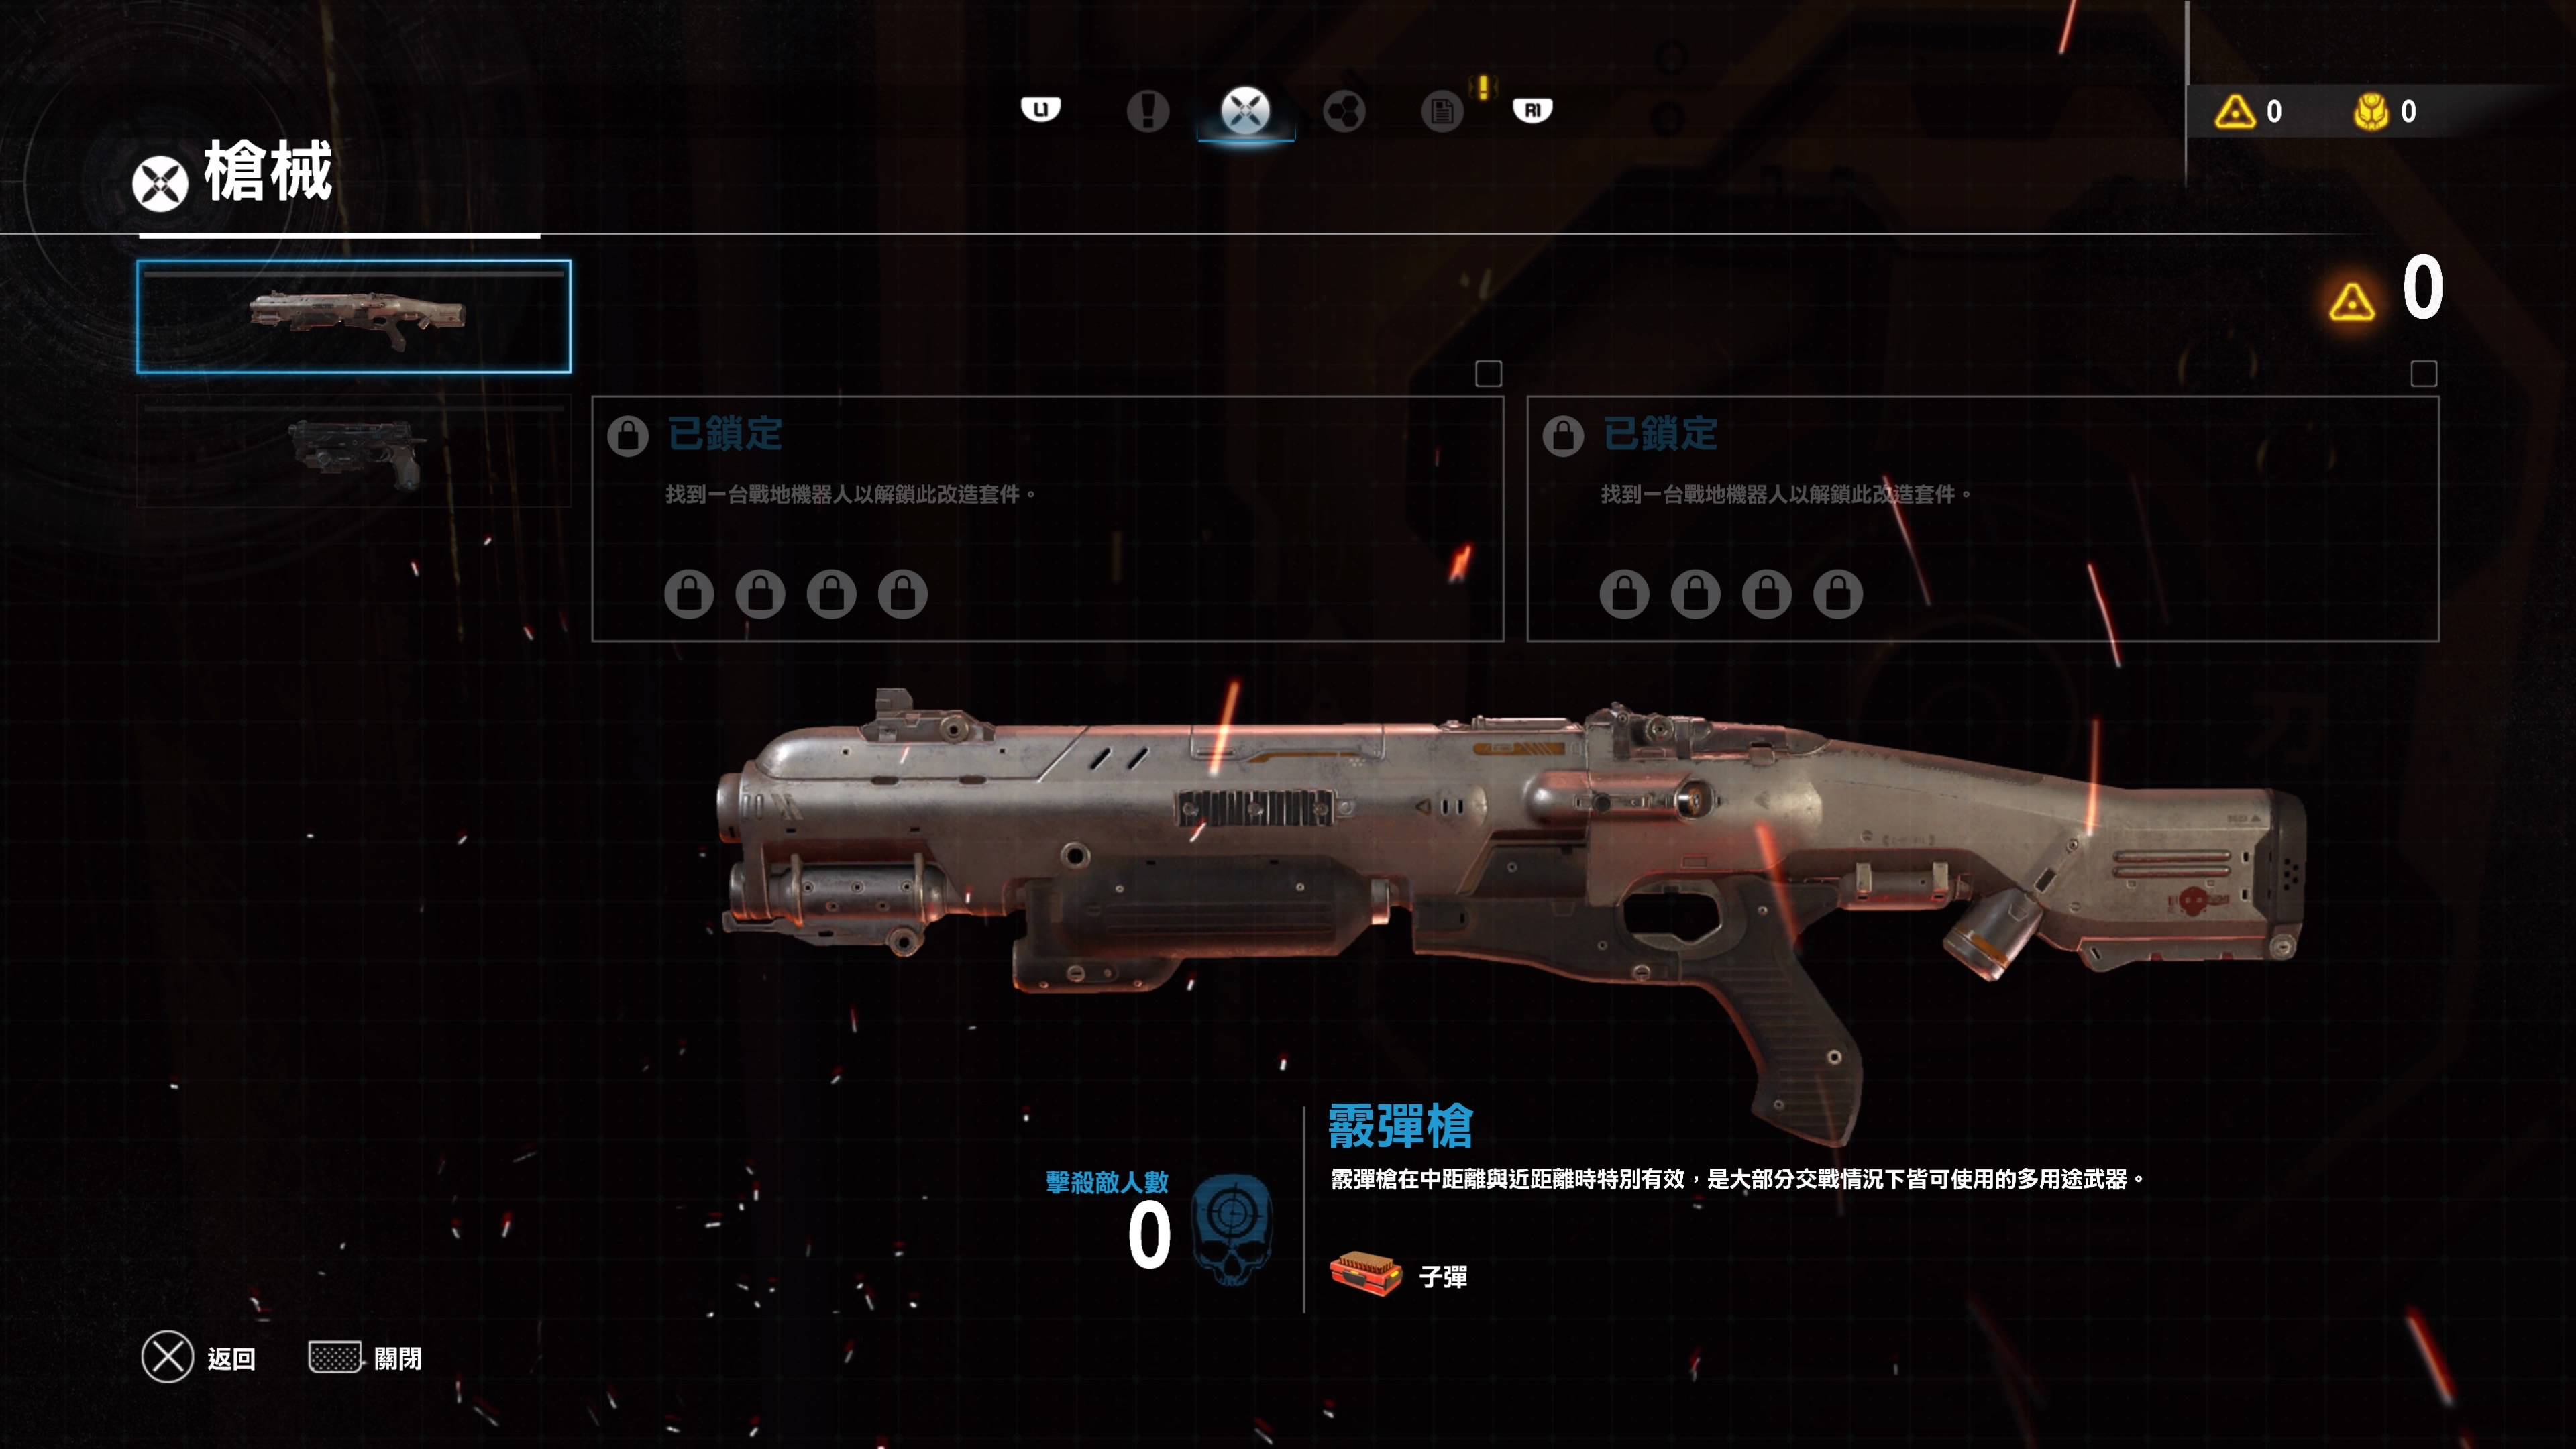 L1
R1
0
0
槍械
0
已鎖定
找到一台戰地機器人以解鎖此改造套件。
已鎖定
找到一台戰地機器人以解鎖此改造套件。
霰彈槍
霰彈槍在中距離與近距離時特別有效，是大部分交戰情況下皆可使用的多用途武器。
擊殺敵人數
0
子彈
返回
關閉